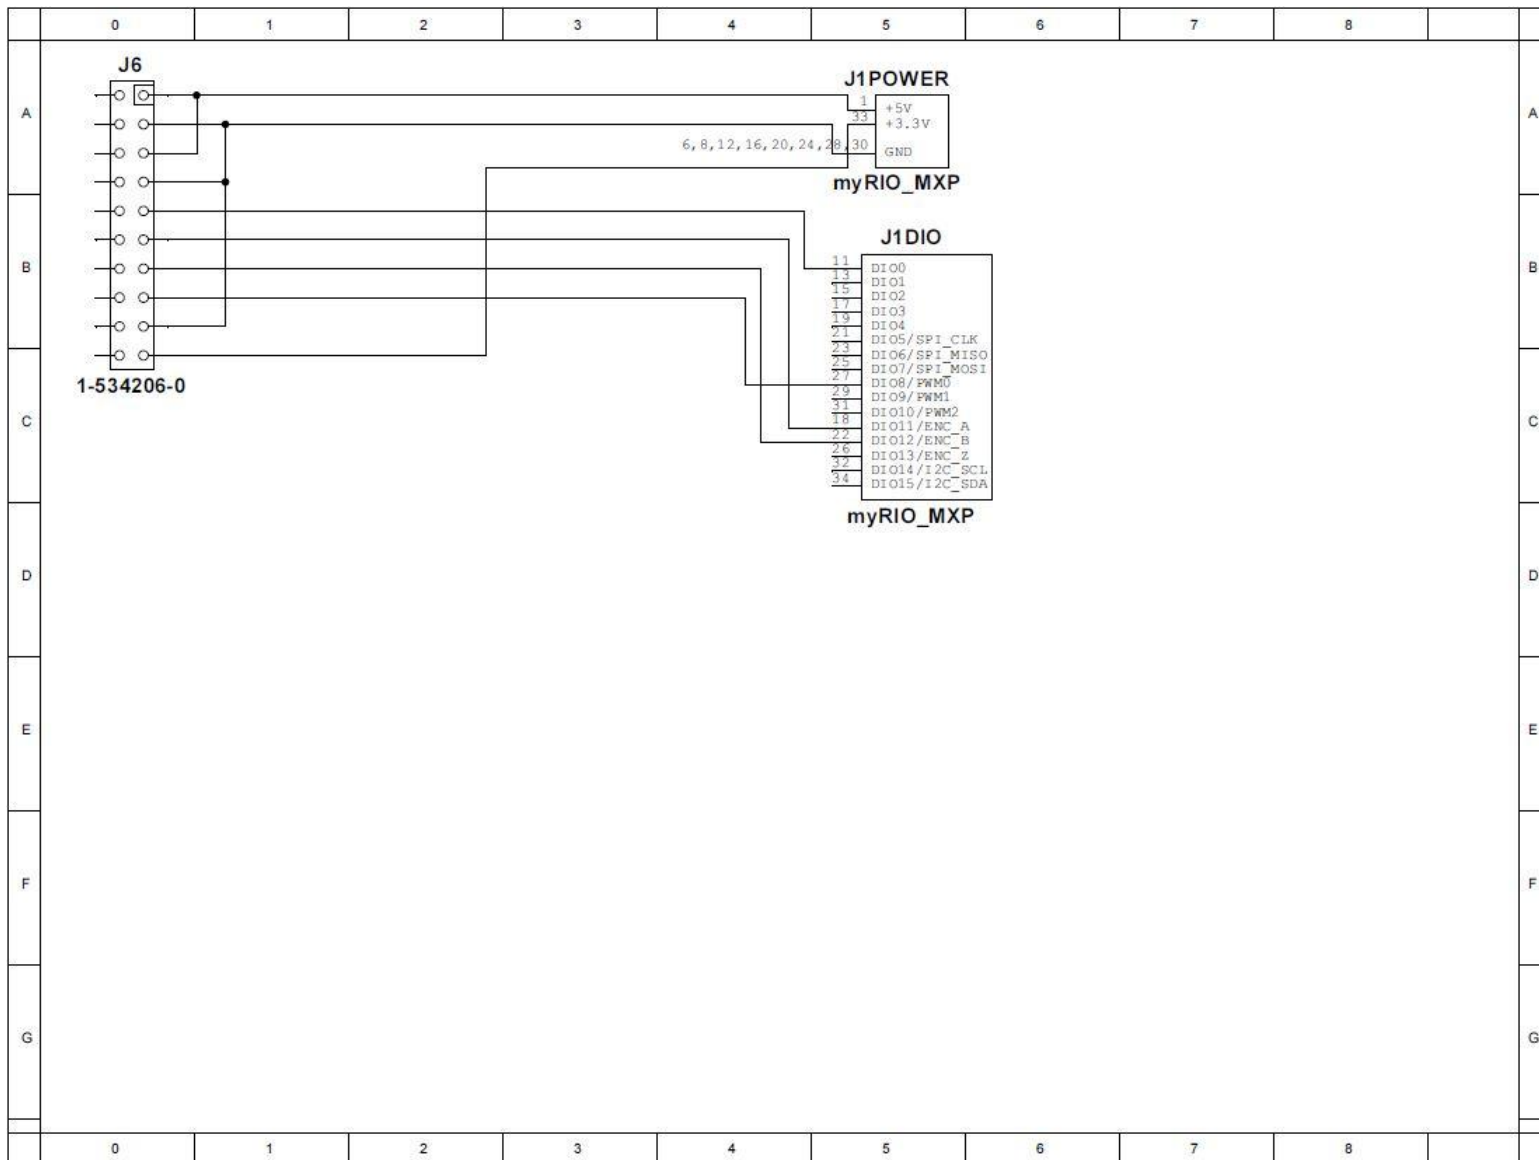 0 1 2 3 4 5 6 7 8
J6
J1POWER
A A
1 +5V
33 +3.3V
6,8,12,16,20,24,28,30 GND
myRIO_MXP
J1DIO
B B
11 DIO0
13 DIO1
15 DIO2
17 DIO3
19 DIO4
21 DIO5/SPI_CLK
23 DIO6/SPI_MISO
25 DIO7/SPI_MOSI
27 DIO8/PWM0
1-534206-0
29 DIO9/PWM1
31 DIO10/PWM2
C C
18 DIO11/ENC_A
22 DIO12/ENC_B
26 DIO13/ENC_Z
32 DIO14/I2C_SCL
34 DIO15/I2C_SDA
myRIO_MXP
D D
E E
F F
G G
0 1 2 3 4 5 6 7 8